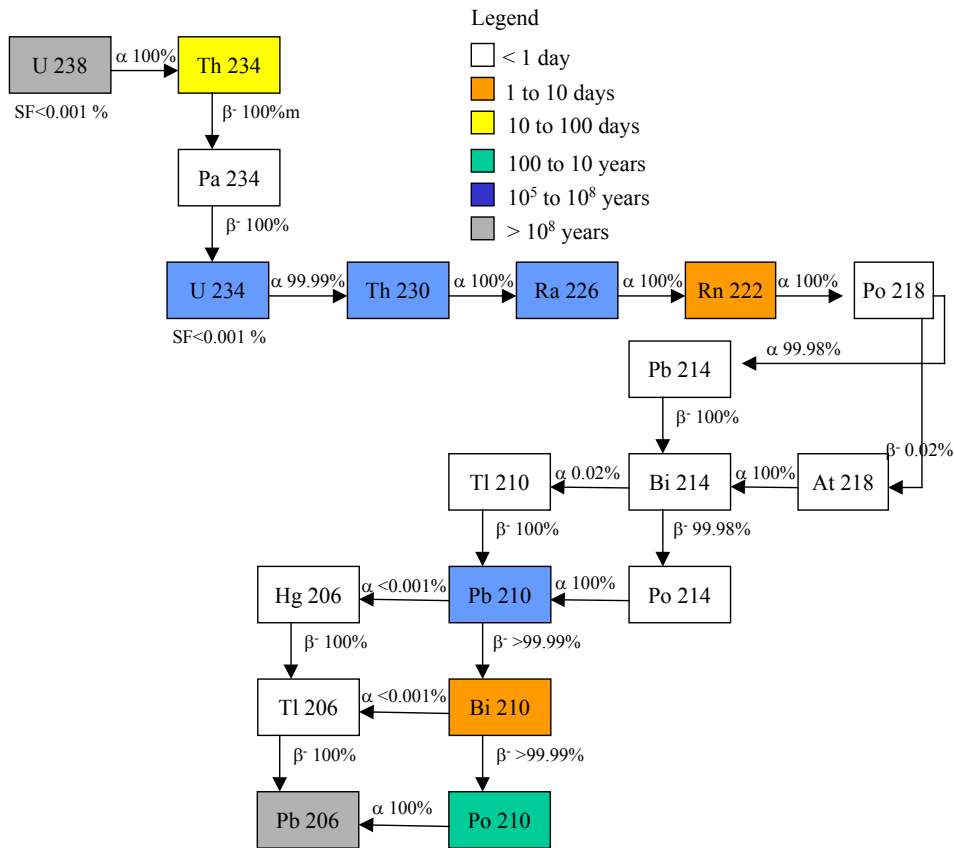 Legend
< 1 day
1 to 10 days
10 to 100 days
100 to 10 years
10⁵ to 10⁸ years
> 10⁸ years
U 238
α 100%
Th 234
SF<0.001 %
β⁻ 100%m
Pa 234
β⁻ 100%
U 234
α 99.99%
Th 230
α 100%
Ra 226
α 100%
Rn 222
α 100%
Po 218
SF<0.001 %
α 99.98%
Pb 214
β⁻ 100%
β⁻ 0.02%
Tl 210
α 0.02%
Bi 214
α 100%
At 218
β⁻ 100%
β⁻ 99.98%
Hg 206
α <0.001%
Pb 210
α 100%
Po 214
β⁻ 100%
β⁻ >99.99%
Tl 206
α <0.001%
Bi 210
β⁻ 100%
β⁻ >99.99%
Pb 206
α 100%
Po 210